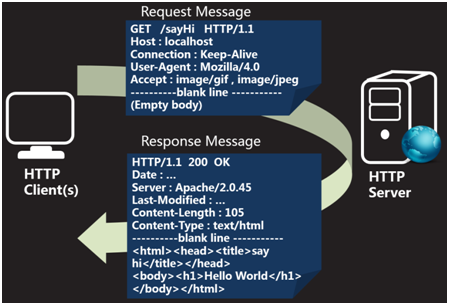 Request Message
GET /sayHi HTTP/1.1
Host : localhost
Connection : Keep-Alive
User-Agent : Mozilla/4.0
Accept : image/gif , image/jpeg
----------blank line -----------
(Empty body)
HTTP
Client(s)
HTTP
Server
Response Message
HTTP/1.1 200 OK
Date : ...
Server : Apache/2.0.45
Last-Modified : ...
Content-Length : 105
Content-Type : text/html
----------blank line -----------
<html><head><title>say
hi</title></head>
<body><h1>Hello World</h1>
</body></html>